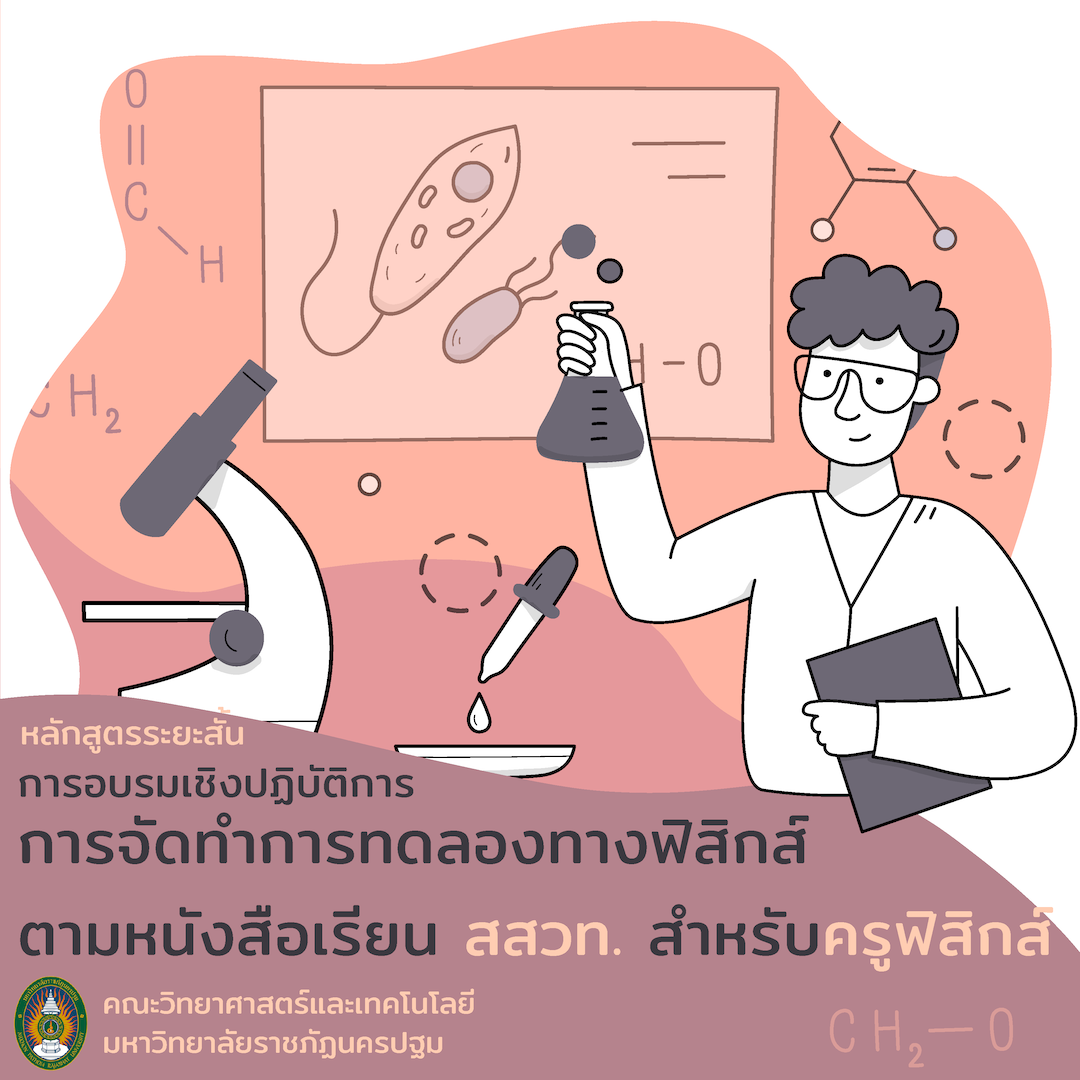 O
C
H
CH2
H-O
หลักสูตรระยะสั้น
การอบรมเชิงปฏิบัติการ
การจัดทำการทดลองทางฟิสิกส์
ตามหนังสือเรียน สสวท. สำหรับครูฟิสิกส์
คณะวิทยาศาสตร์และเทคโนโลยี
มหาวิทยาลัยราชภัฏนครปฐม
CH2—O